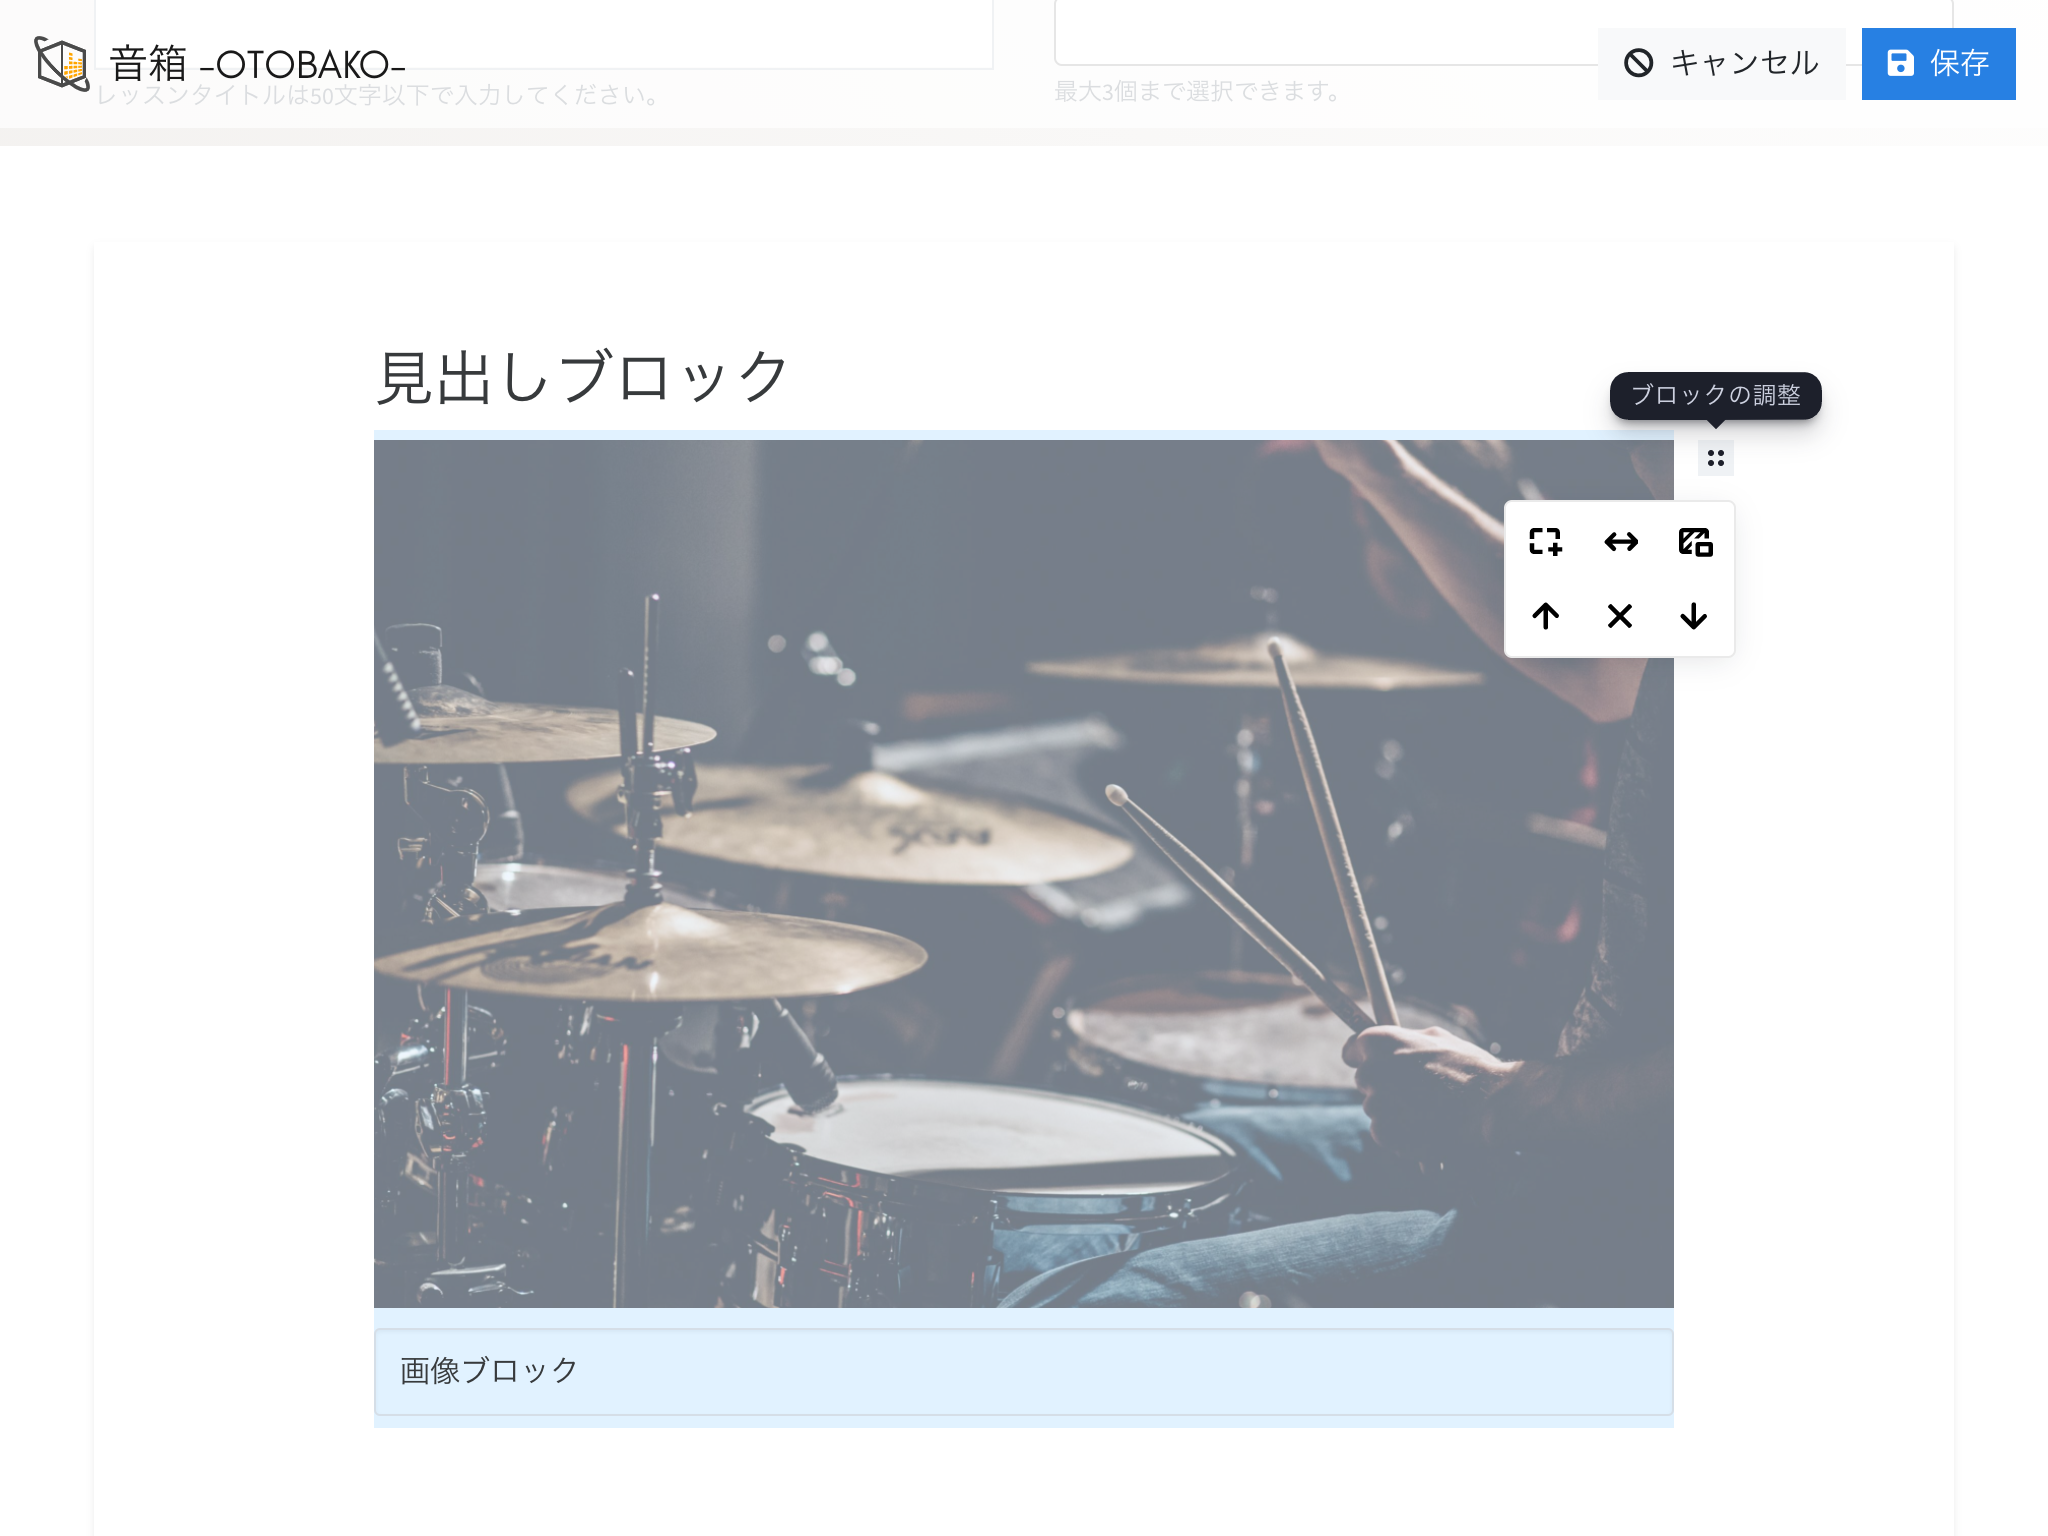 音箱 -OTOBAKO-
キャンセル
保存
レッスンタイトルは50文字以下で入力してください。
最大3個まで選択できます。
見出しブロック
ブロックの調整
画像ブロック